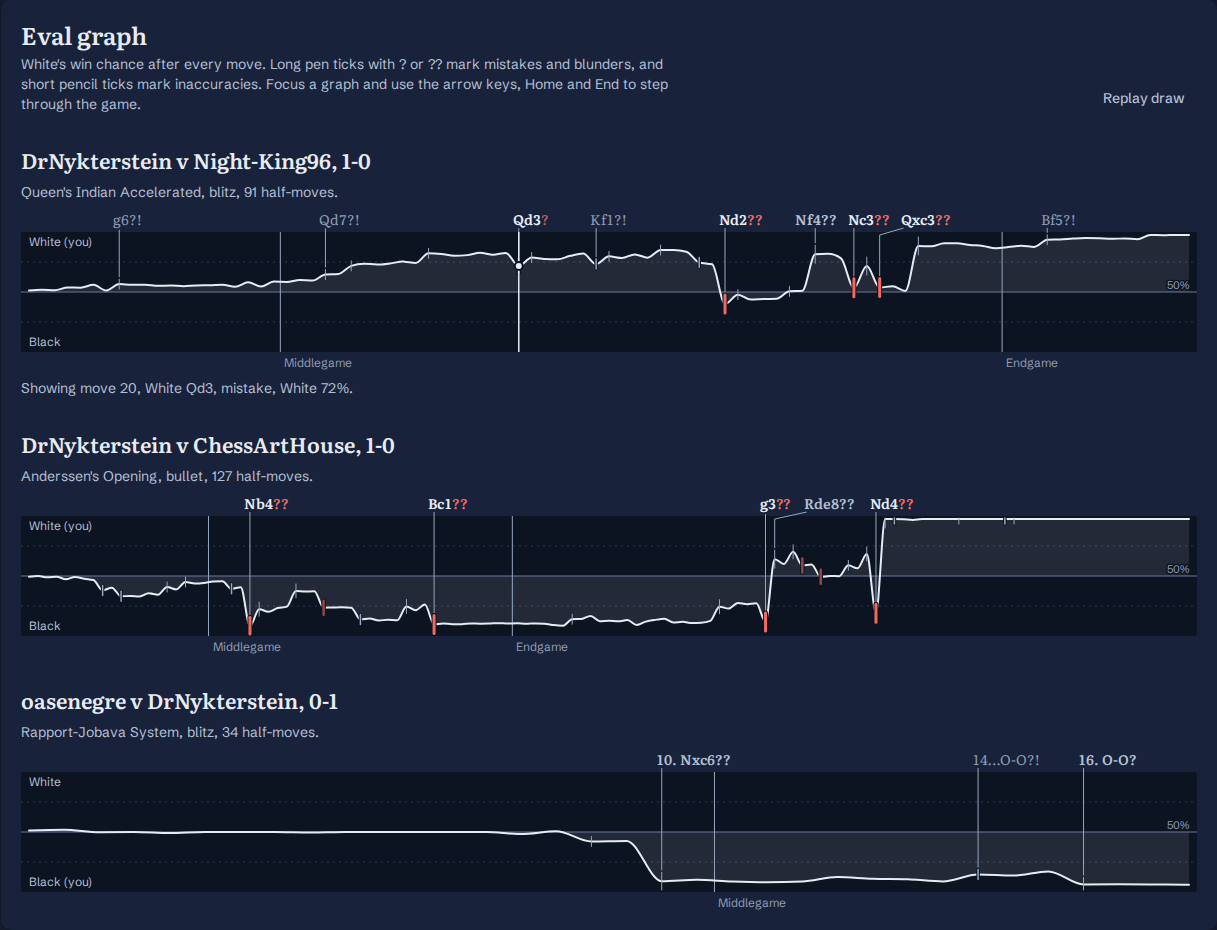 Eval graph
White's win chance after every move. Long pen ticks with ? or ?? mark mistakes and blunders, and
short pencil ticks mark inaccuracies. Focus a graph and use the arrow keys, Home and End to step
through the game.
Replay draw
DrNykterstein v Night-King96, 1-0
Queen's Indian Accelerated, blitz, 91 half-moves.
g6?! Qd7?! Qd3? Kf1?! Nd2?? Nf4?? Nc3?? Qxc3?? Bf5?!
White (you)
50%
Black
Middlegame Endgame
Showing move 20, White Qd3, mistake, White 72%.
DrNykterstein v ChessArtHouse, 1-0
Anderssen's Opening, bullet, 127 half-moves.
Nb4?? Bc1?? g3?? Rde8?? Nd4??
White (you)
50%
Black
Middlegame Endgame
oasenegre v DrNykterstein, 0-1
Rapport-Jobava System, blitz, 34 half-moves.
10. Nxc6?? 14...O-O?! 16. O-O?
White
50%
Black (you)
Middlegame